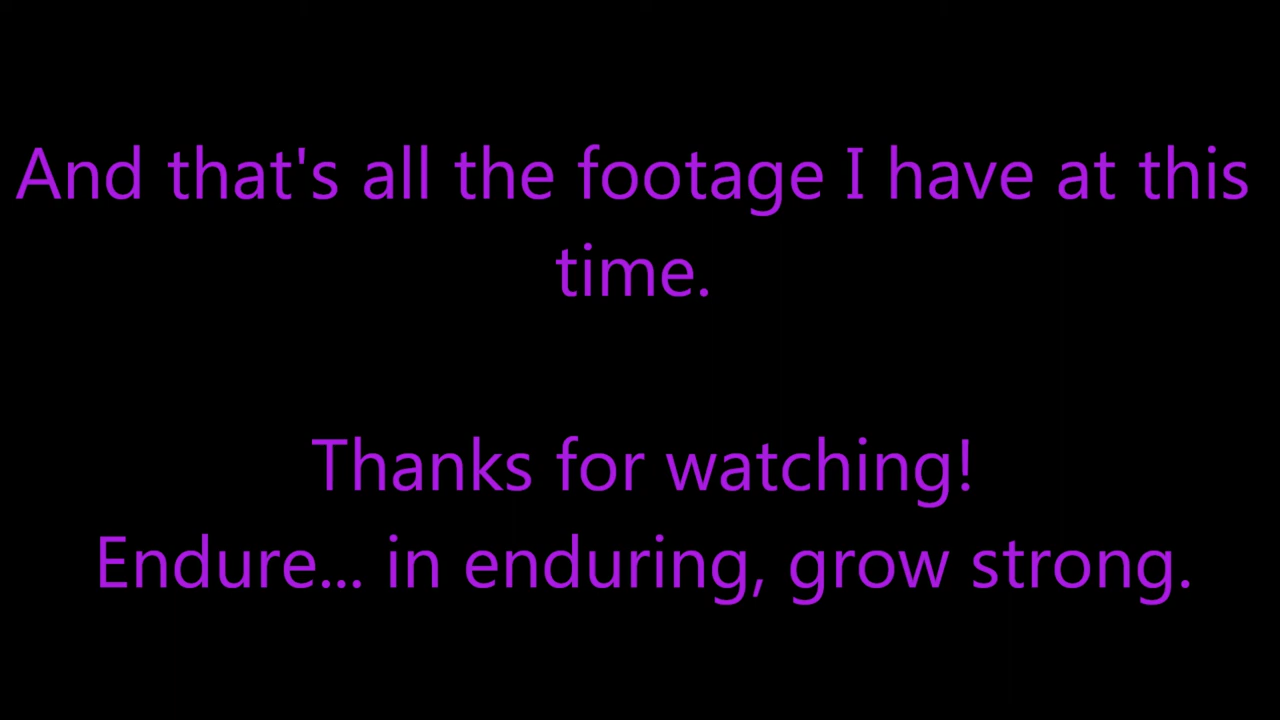 And that's all the footage I have at this
time.
Thanks for watching!
Endure... in enduring, grow strong.